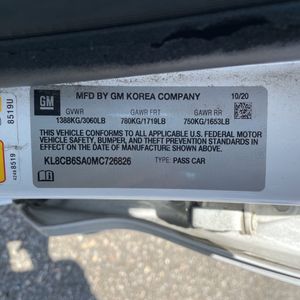 GM
MFD BY GM KOREA COMPANY
10/20
GVWR GAWR FRT GAWR RR
1388KG/3060LB 780KG/1719LB 750KG/1653LB
THIS VEHICLE CONFORMS TO ALL APPLICABLE U.S. FEDERAL MOTOR
VEHICLE SAFETY, BUMPER, AND THEFT PREVENTION STANDARDS
IN EFFECT ON THE DATE OF MANUFACTURE SHOWN ABOVE.
KL8CB6SA0MC726826 TYPE: PASS CAR
8519U